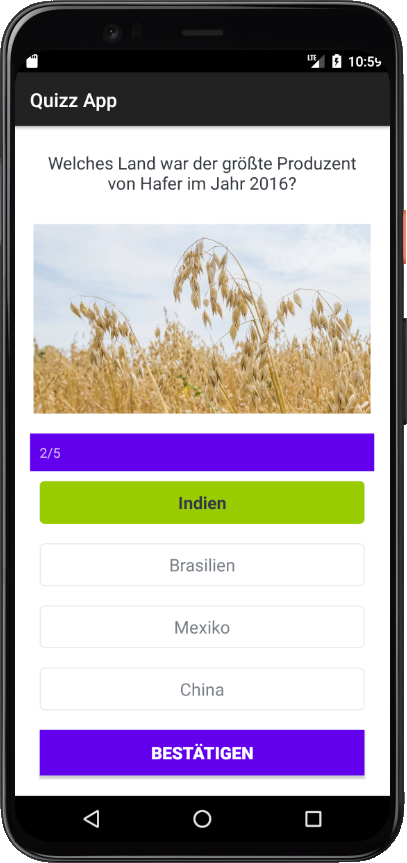 LTE 10:59
Quizz App
Welches Land war der größte Produzent
von Hafer im Jahr 2016?
2/5
Indien
Brasilien
Mexiko
China
BESTÄTIGEN